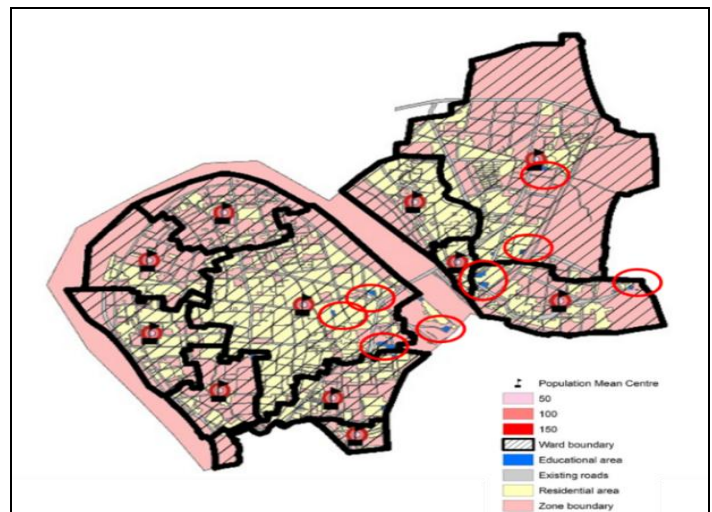 Population Mean Centre
50
100
150
Ward boundary
Educational area
Existing roads
Residential area
Zone boundary